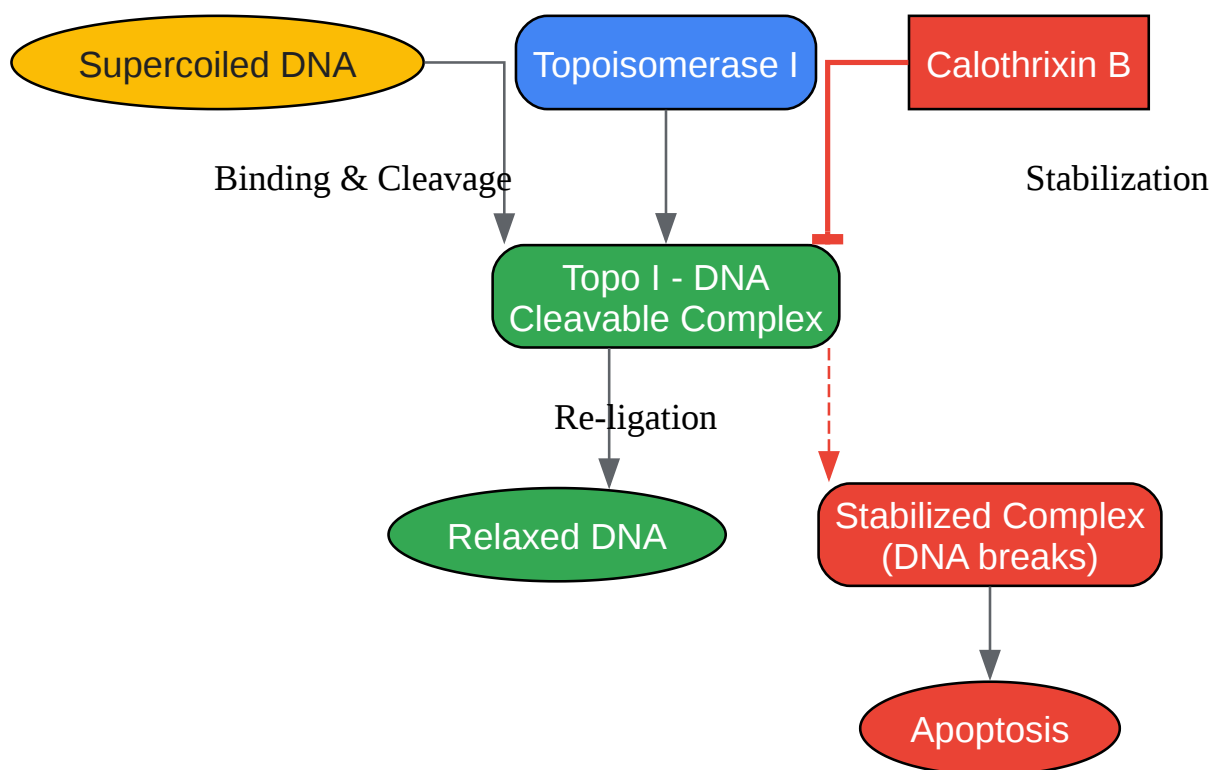 Supercoiled DNA
Topoisomerase I
Calothrixin B
Binding & Cleavage
Stabilization
Topo I - DNA
Cleavable Complex
Re-ligation
Relaxed DNA
Stabilized Complex
(DNA breaks)
Apoptosis